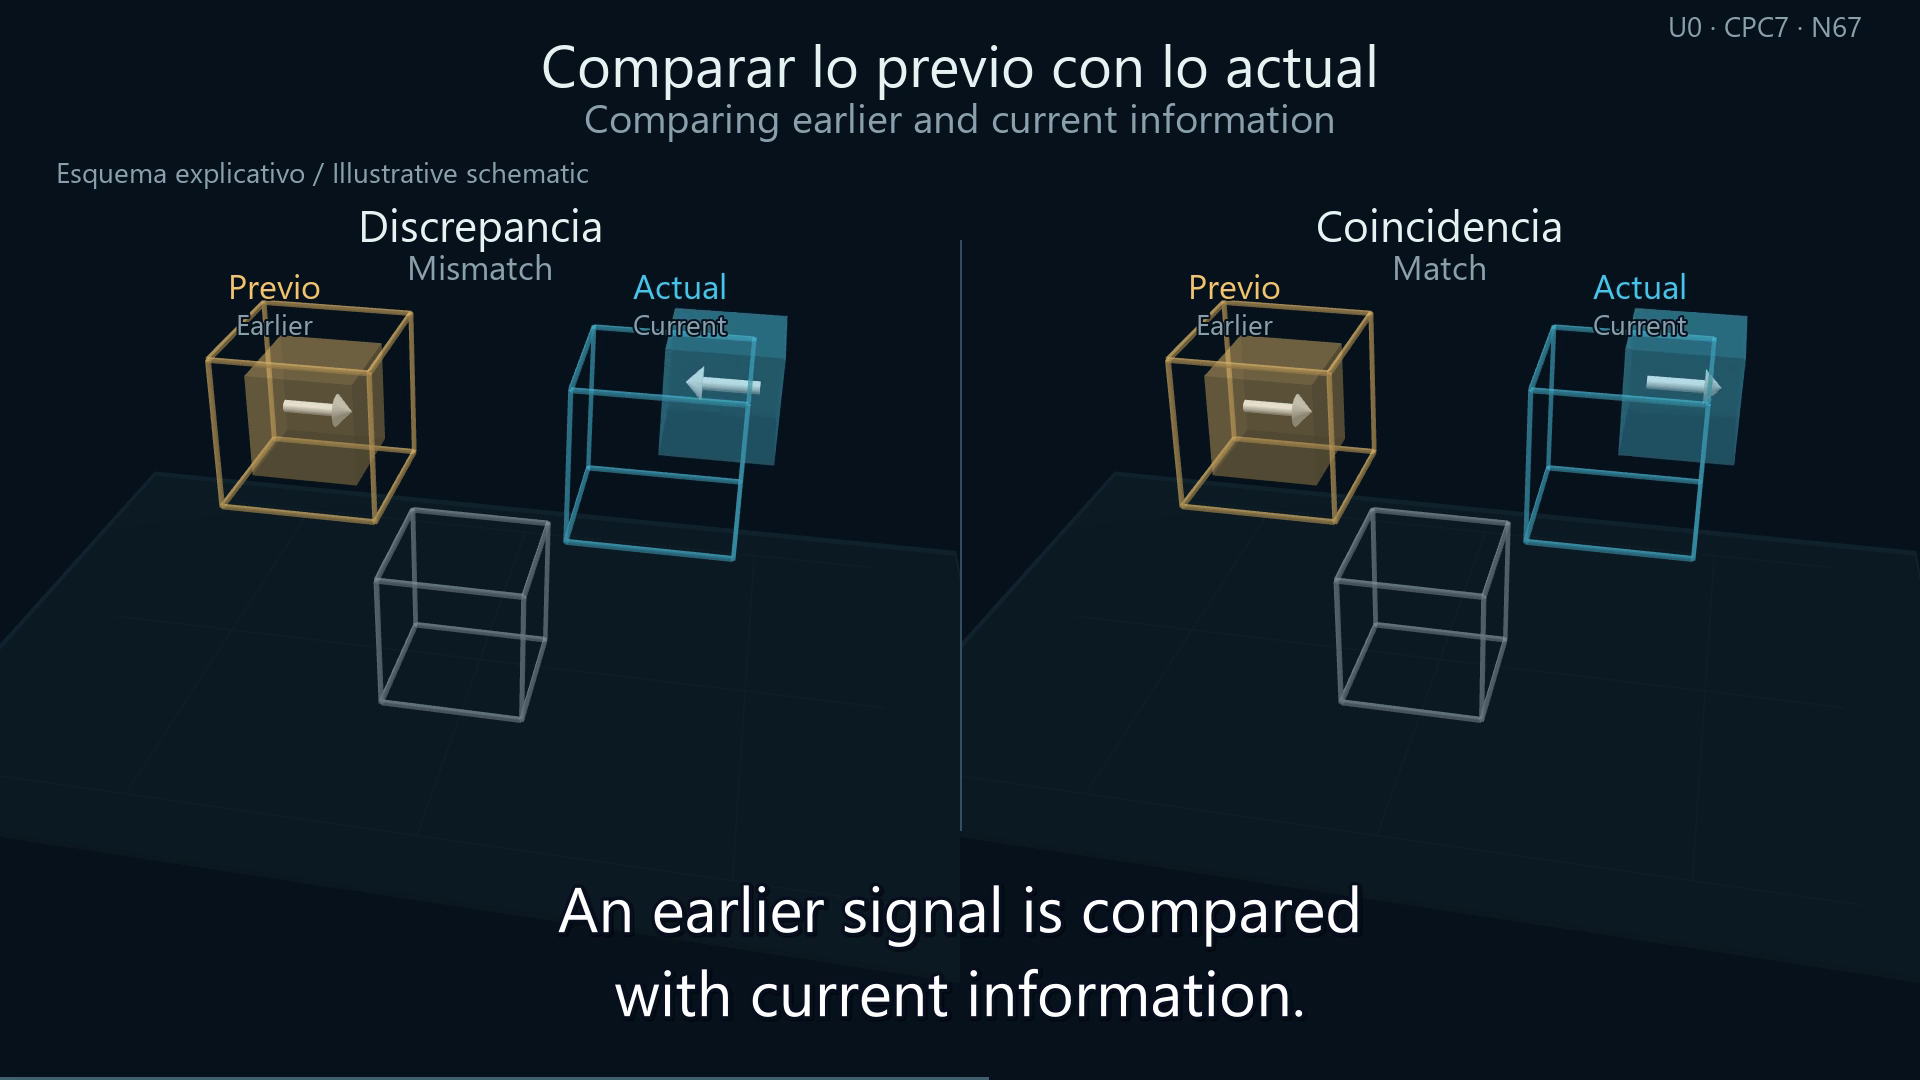 U0 · CPC7 · N67
Comparar lo previo con lo actual
Comparing earlier and current information
Esquema explicativo / Illustrative schematic
Discrepancia
Mismatch
Previo
Earlier
Actual
Current
Coincidencia
Match
Previo
Earlier
Actual
Current
An earlier signal is compared
with current information.